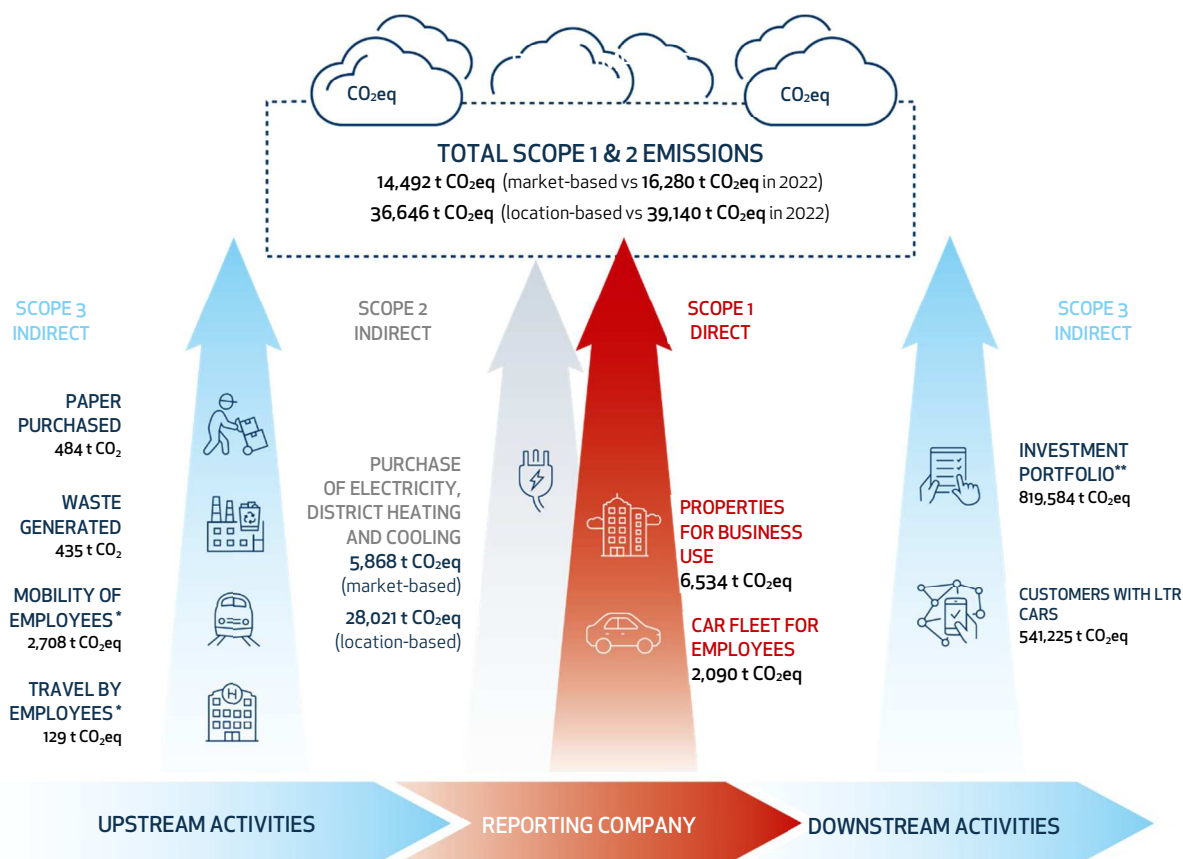 CO₂eq
CO₂eq
TOTAL SCOPE 1 & 2 EMISSIONS
14,492 t CO₂eq (market-based vs 16,280 t CO₂eq in 2022)
36,646 t CO₂eq (location-based vs 39,140 t CO₂eq in 2022)
SCOPE 3
INDIRECT
PAPER
PURCHASED
484 t CO₂
WASTE
GENERATED
435 t CO₂
MOBILITY OF
EMPLOYEES*
2,708 t CO₂eq
TRAVEL BY
EMPLOYEES*
129 t CO₂eq
SCOPE 2
INDIRECT
PURCHASE
OF ELECTRICITY,
DISTRICT HEATING
AND COOLING
5,868 t CO₂eq
(market-based)
28,021 t CO₂eq
(location-based)
SCOPE 1
DIRECT
PROPERTIES
FOR BUSINESS
USE
6,534 t CO₂eq
CAR FLEET FOR
EMPLOYEES
2,090 t CO₂eq
SCOPE 3
INDIRECT
INVESTMENT
PORTFOLIO**
819,584 t CO₂eq
CUSTOMERS WITH LTR
CARS
541,225 t CO₂eq
H
UPSTREAM ACTIVITIES
REPORTING COMPANY
DOWNSTREAM ACTIVITIES